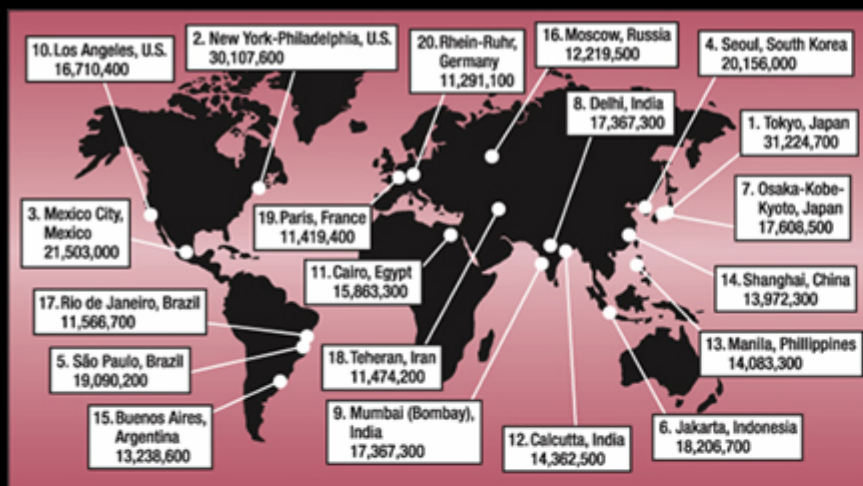 10. Los Angeles, U.S.
16,710,400
2. New York-Philadelphia, U.S.
30,107,600
20. Rhein-Ruhr,
Germany
11,291,100
16. Moscow, Russia
12,219,500
4. Seoul, South Korea
20,156,000
8. Delhi, India
17,367,300
1. Tokyo, Japan
31,224,700
7. Osaka-Kobe-
Kyoto, Japan
17,608,500
3. Mexico City,
Mexico
21,503,000
19. Paris, France
11,419,400
11. Cairo, Egypt
15,863,300
14. Shanghai, China
13,972,300
17. Rio de Janeiro, Brazil
11,566,700
13. Manila, Phillippines
14,083,300
5. São Paulo, Brazil
19,090,200
18. Teheran, Iran
11,474,200
15. Buenos Aires,
Argentina
13,238,600
9. Mumbai (Bombay),
India
17,367,300
12. Calcutta, India
14,362,500
6. Jakarta, Indonesia
18,206,700